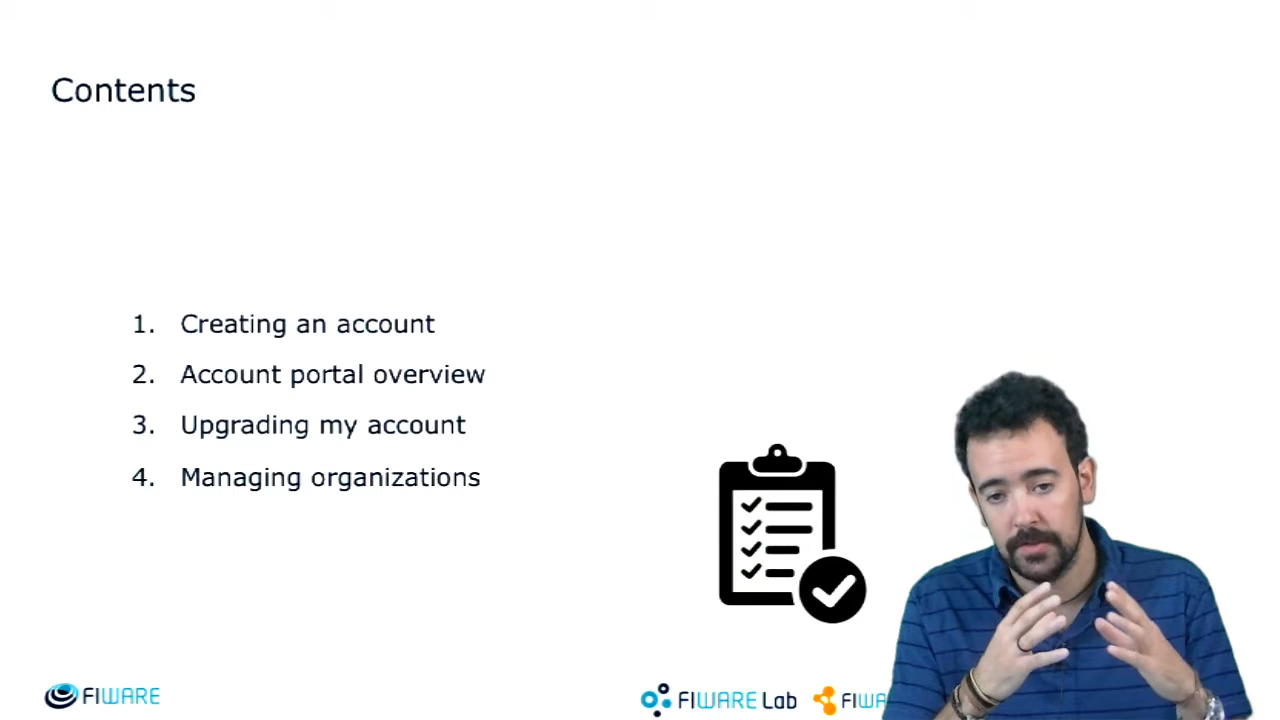 Contents
1. Creating an account
2. Account portal overview
3. Upgrading my account
4. Managing organizations
FIWARE
FIWARE Lab
FIWA